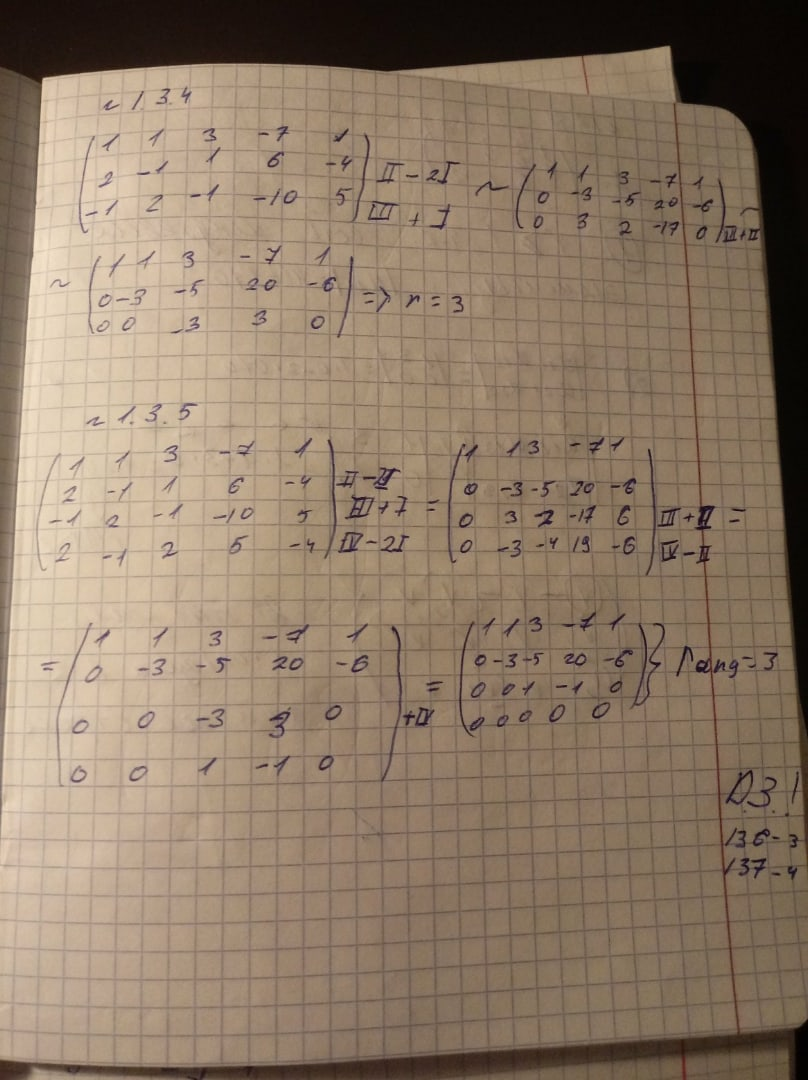 № 1.3.4
( 1 1 3 -7 1 )
( 2 -1 1 6 -4 ) II - 2I
( -1 2 -1 -10 5 ) III + I
~ ( 1 1 3 -7 1 )
( 0 -3 -5 20 -6 )
( 0 3 2 -17 0 ) III+II
~
~ ( 1 1 3 -7 1 )
( 0 -3 -5 20 -6 ) => r = 3
( 0 0 -3 3 0 )
№ 1.3.5
( 1 1 3 -7 1 )
( 2 -1 1 6 -4 )
( -1 2 -1 -10 5 ) III + I =
( 2 -1 2 5 -4 ) IV - 2I
( 1 1 3 -7 1 )
( 0 -3 -5 20 -6 )
( 0 3 2 -17 6 ) III + II =
( 0 -3 -4 19 -6 ) IV - II
= ( 1 1 3 -7 1 )
( 0 -3 -5 20 -6 )
( 0 0 -3 3 0 ) +IV
( 0 0 1 -1 0 )
= ( 1 1 3 -7 1 )
( 0 -3 -5 20 -6 ) } rang = 3
( 0 0 1 -1 0 )
( 0 0 0 0 0 )
Д.З.!
136 - 3
137 - 4